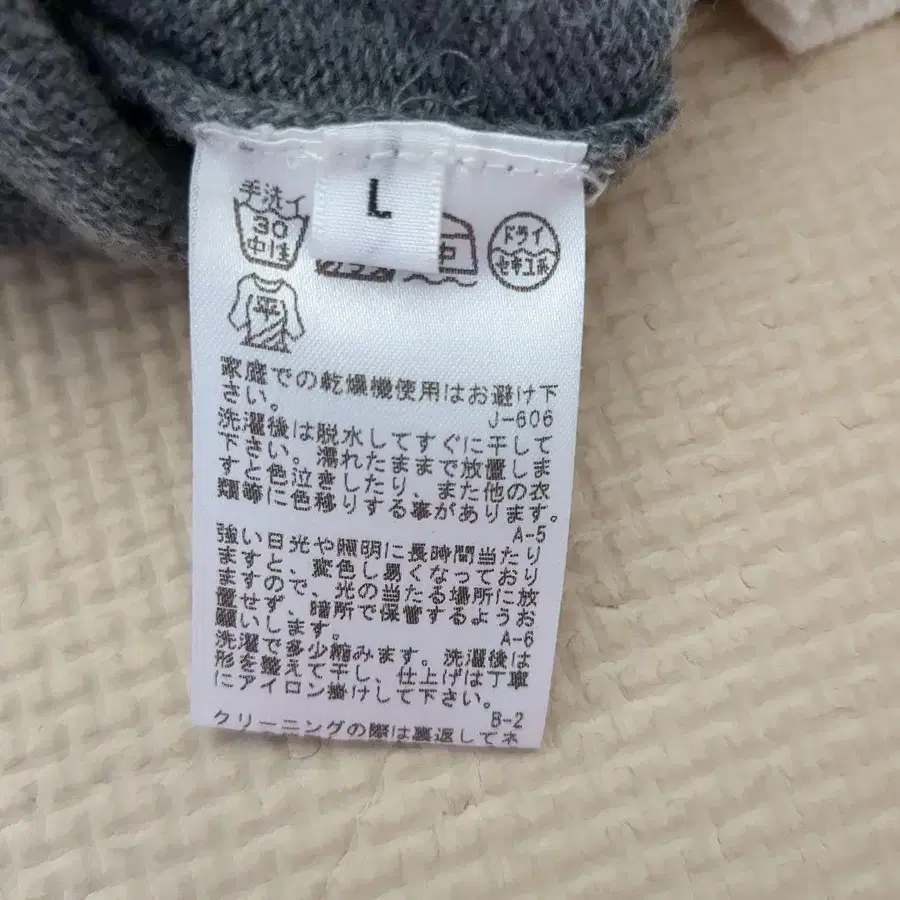 L
手洗イ
30
中性
中
ドライ
セキユ系
平
家庭での乾燥機使用はお避け下
さい。
J-606
洗濯後は脱水してすぐに干して
下さい。濡れたままで放置しま
すと色泣きしたり、また他の衣
類等に色移りする事があります。
A-5
強い日光や照明に長時間当たり
ますと、変色し易くなっており
ますので、光の当たる場所に放
置せず、暗所で保管するようお
願いします。
A-6
洗濯で多少縮みます。洗濯後は
形を整えて干し、仕上げは丁寧
にアイロン掛けして下さい。
B-2
クリーニングの際は裏返してネ